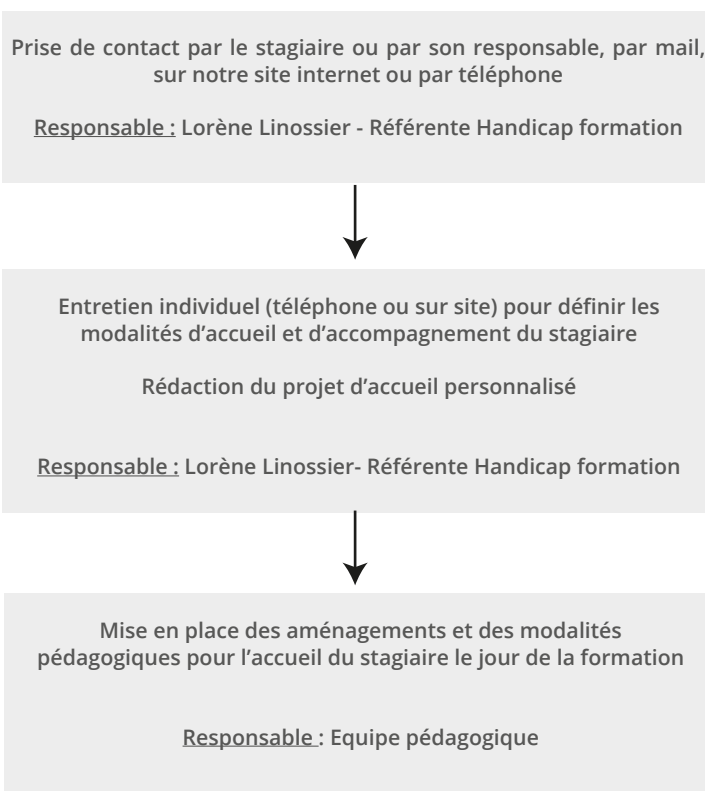 Prise de contact par le stagiaire ou par son responsable, par mail,
sur notre site internet ou par téléphone
Responsable : Lorène Linossier - Référente Handicap formation
Entretien individuel (téléphone ou sur site) pour définir les
modalités d’accueil et d’accompagnement du stagiaire
Rédaction du projet d’accueil personnalisé
Responsable : Lorène Linossier- Référente Handicap formation
Mise en place des aménagements et des modalités
pédagogiques pour l’accueil du stagiaire le jour de la formation
Responsable : Equipe pédagogique